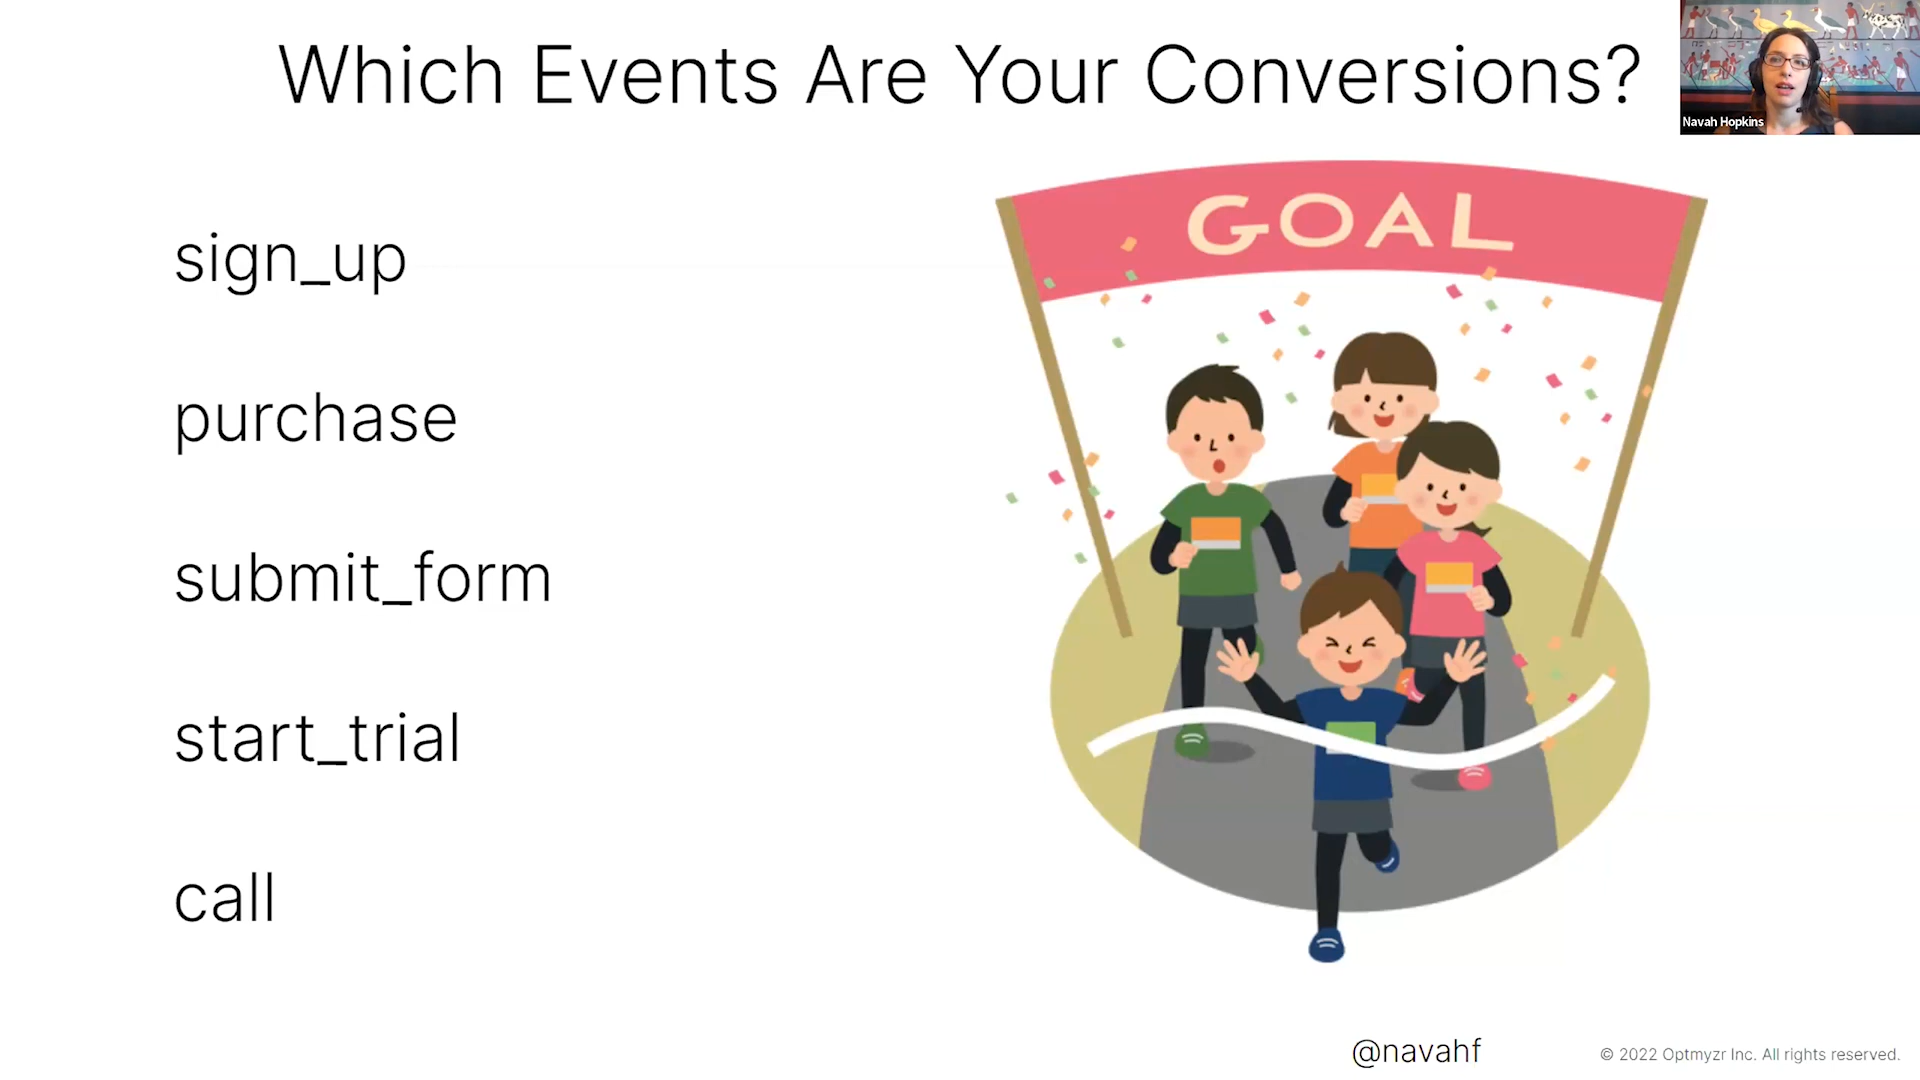 Which Events Are Your Conversions?
Navah Hopkins
GOAL
sign_up
purchase
submit_form
start_trial
call
@navahf
© 2022 Optmyzr Inc. All rights reserved.